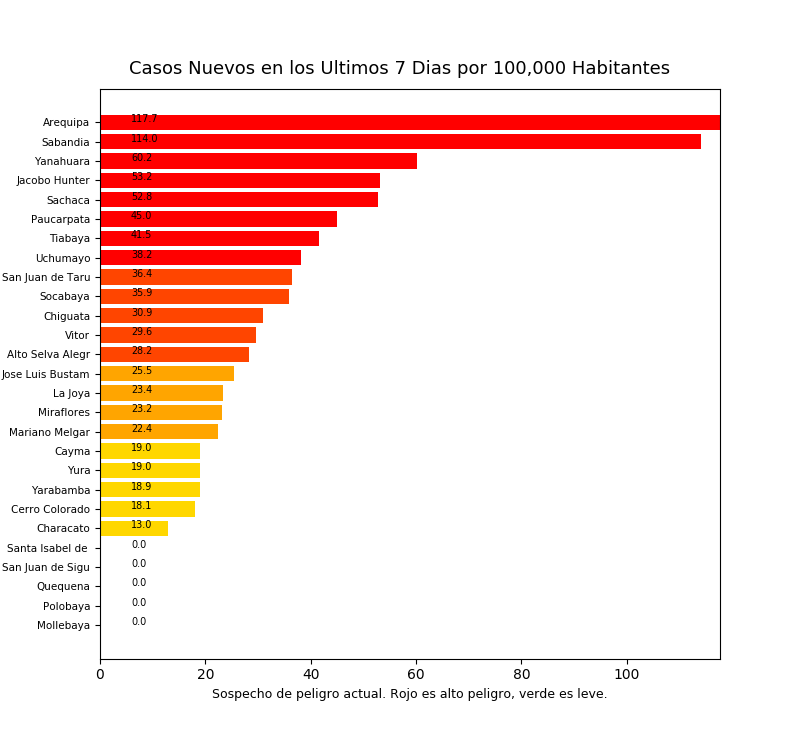 Casos Nuevos en los Ultimos 7 Dias por 100,000 Habitantes
Arequipa 117.7
Sabandia 114.0
Yanahuara 60.2
Jacobo Hunter 53.2
Sachaca 52.8
Paucarpata 45.0
Tiabaya 41.5
Uchumayo 38.2
San Juan de Taru 36.4
Socabaya 35.9
Chiguata 30.9
Vitor 29.6
Alto Selva Alegr 28.2
Jose Luis Bustam 25.5
La Joya 23.4
Miraflores 23.2
Mariano Melgar 22.4
Cayma 19.0
Yura 19.0
Yarabamba 18.9
Cerro Colorado 18.1
Characato 13.0
Santa Isabel de 0.0
San Juan de Sigu 0.0
Quequena 0.0
Polobaya 0.0
Mollebaya 0.0
0 20 40 60 80 100
Sospecho de peligro actual. Rojo es alto peligro, verde es leve.